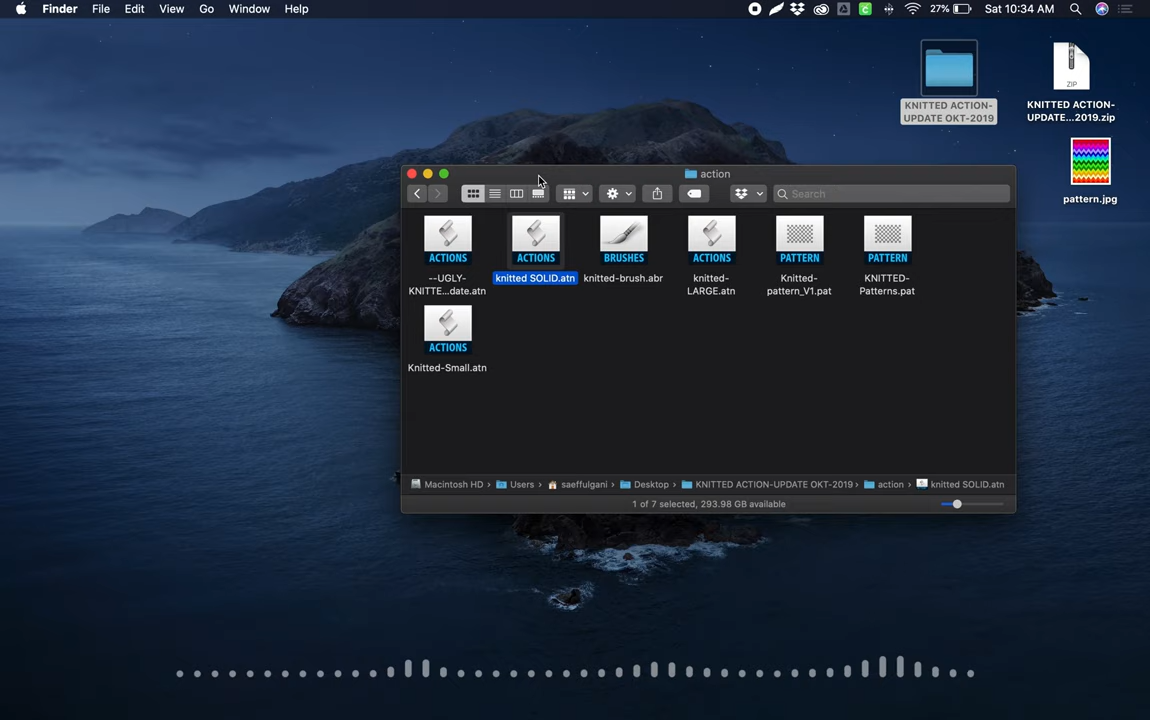 Finder File Edit View Go Window Help 27% Sat 10:34 AM
KNITTED ACTION-
UPDATE OKT-2019
ZIP
KNITTED ACTION-
UPDATE...2019.zip
pattern.jpg
action
Search
ACTIONS ACTIONS BRUSHES ACTIONS PATTERN PATTERN
--UGLY-
KNITTE...date.atn
knitted SOLID.atn
knitted-brush.abr
knitted-
LARGE.atn
Knitted-
pattern_V1.pat
KNITTED-
Patterns.pat
ACTIONS
Knitted-Small.atn
Macintosh HD › Users › saeffulgani › Desktop › KNITTED ACTION-UPDATE OKT-2019 › action › knitted SOLID.atn
1 of 7 selected, 293.98 GB available